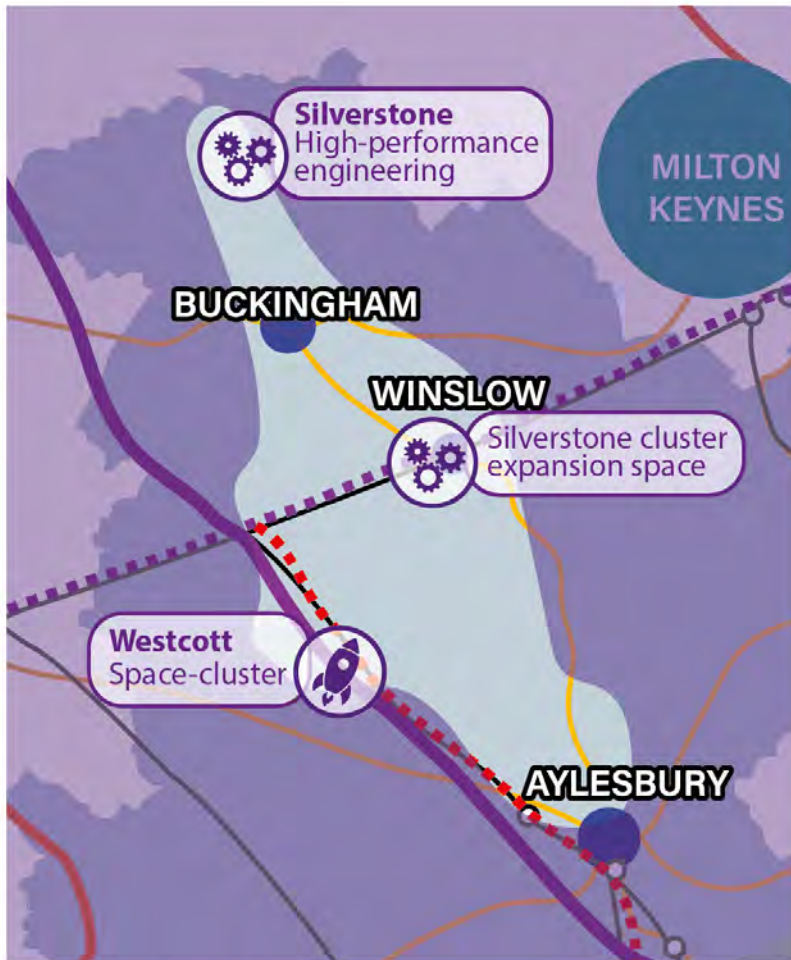 Silverstone
High-performance
engineering
MILTON
KEYNES
BUCKINGHAM
WINSLOW
Silverstone cluster
expansion space
Westcott
Space-cluster
AYLESBURY